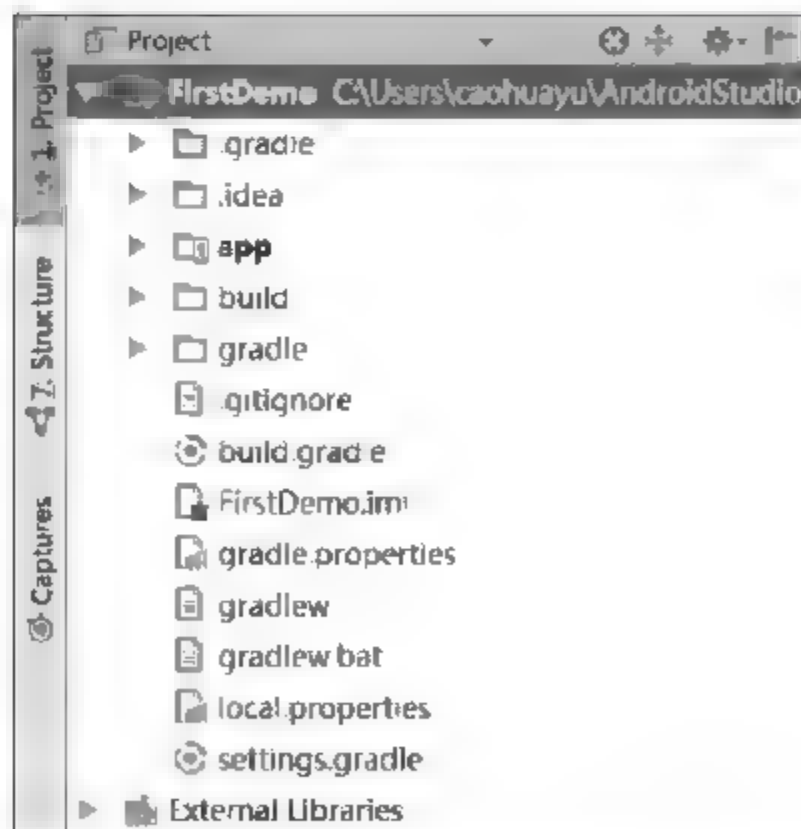 Project
1. Project
FirstDemo C:\Users\caohuayu\AndroidStudio
.gradle
.idea
app
build
gradle
7. Structure
.gitignore
build.gradle
FirstDemo.iml
Captures
gradle.properties
gradlew
gradlew.bat
local.properties
settings.gradle
External Libraries